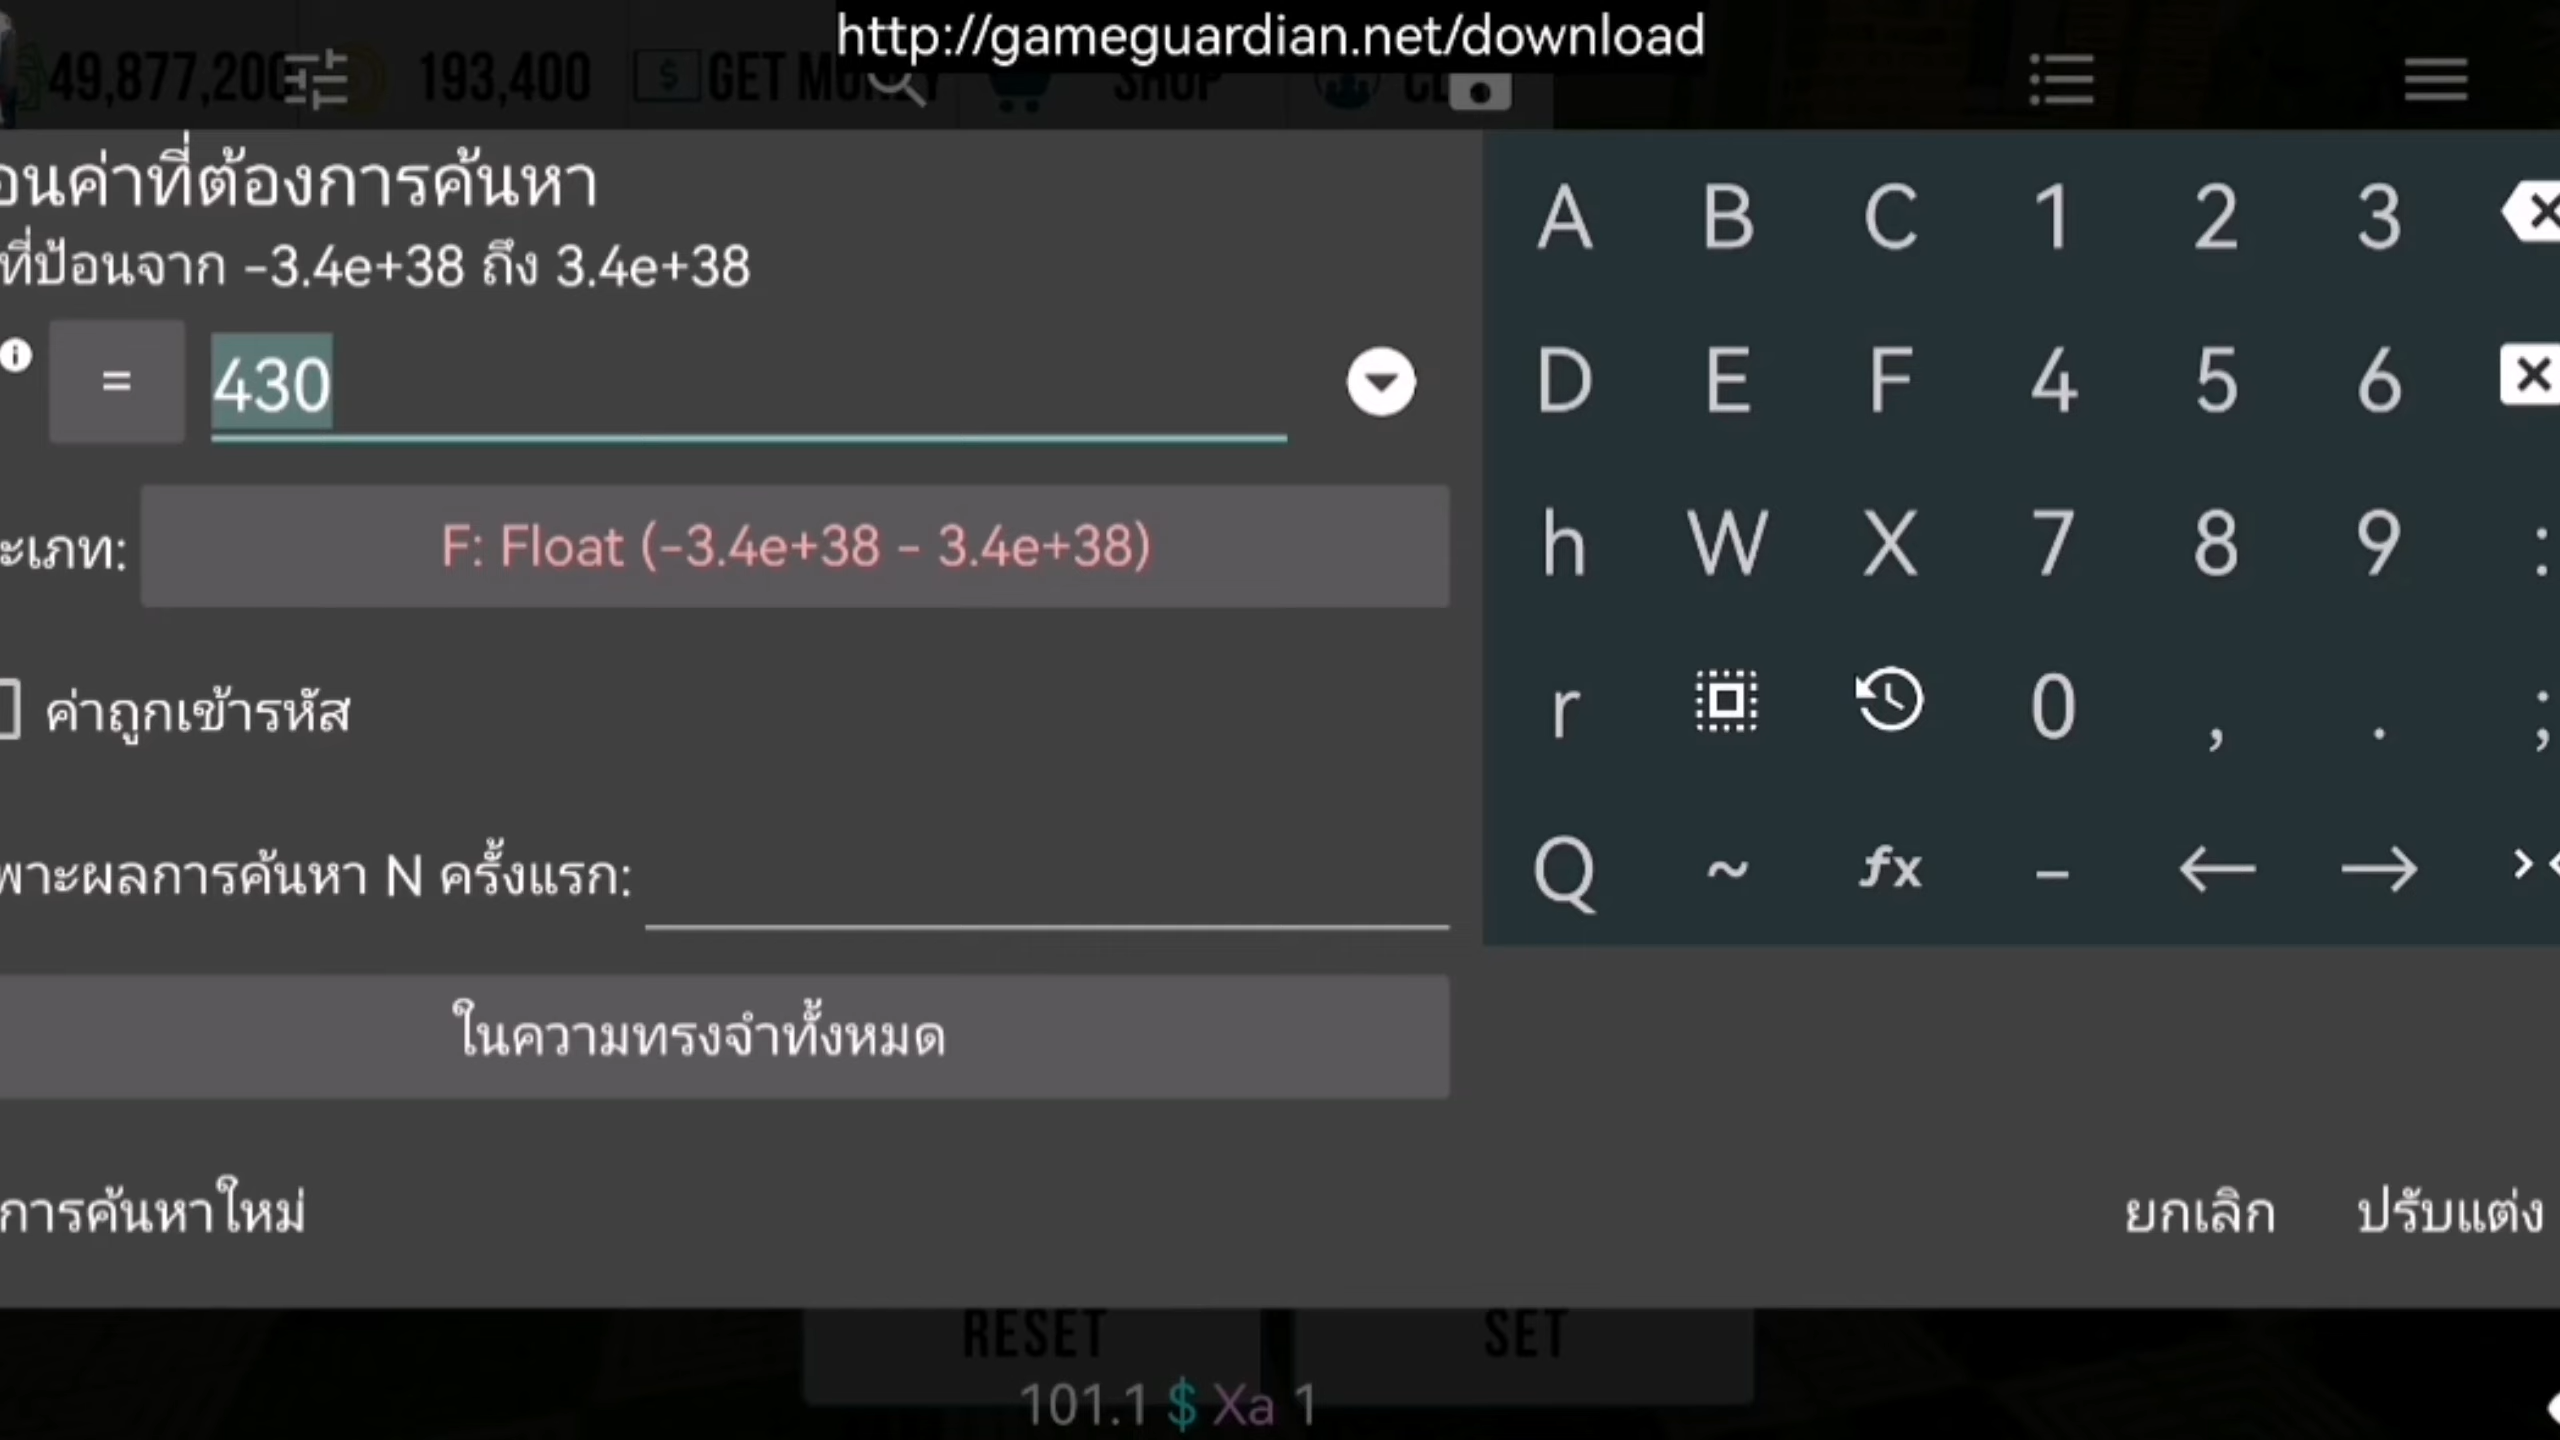 http://gameguardian.net/download
49,877,200 193,400 GET MONEY SHOP
อนค่าที่ต้องการค้นหา
ที่ป้อนจาก -3.4e+38 ถึง 3.4e+38
= 430
ะเภท: F: Float (-3.4e+38 - 3.4e+38)
ค่าถูกเข้ารหัส
พาะผลการค้นหา N ครั้งแรก:
ในความทรงจำทั้งหมด
การค้นหาใหม่
A B C 1 2 3
D E F 4 5 6
h W X 7 8 9 :
r 0 , . ;
Q ~ fx - ← → ><
ยกเลิก ปรับแต่ง
RESET SET
101.1 $ Xa 1